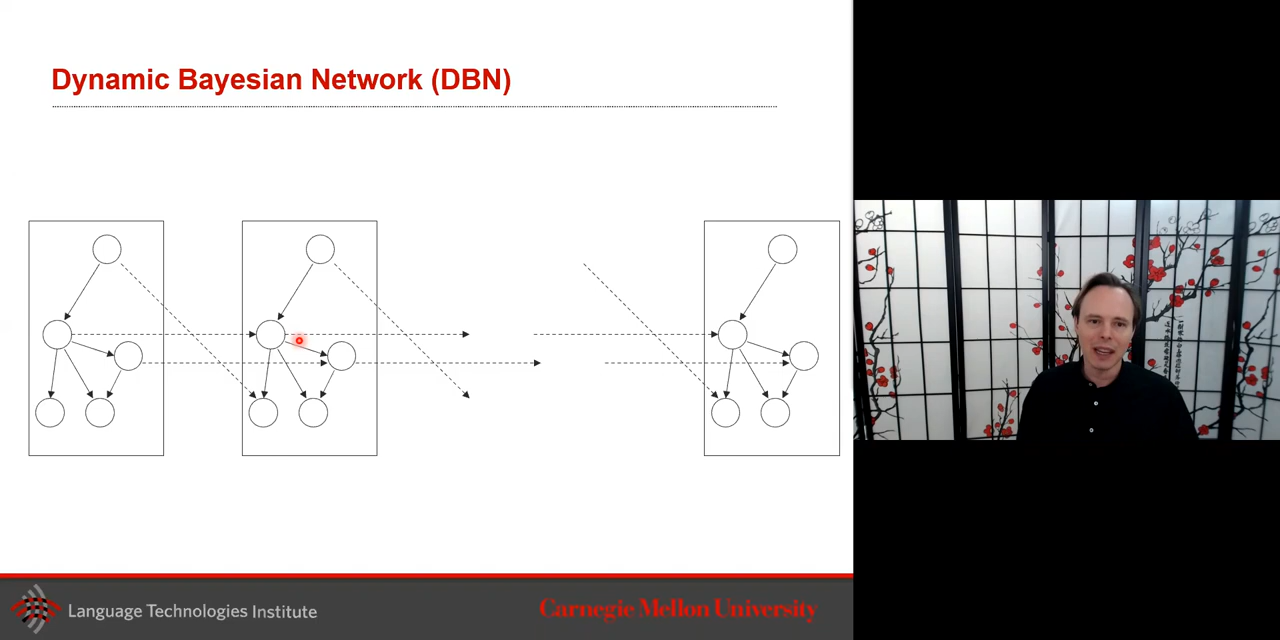 Dynamic Bayesian Network (DBN)
Language Technologies Institute
Carnegie Mellon University